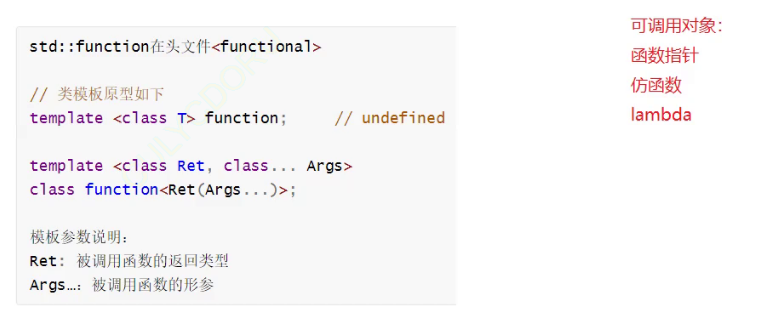 std::function在头文件<functional>
// 类模板原型如下
template <class T> function;     // undefined
template <class Ret, class... Args>
class function<Ret(Args...)>;
模板参数说明：
Ret: 被调用函数的返回类型
Args…：被调用函数的形参
可调用对象：
函数指针
仿函数
lambda